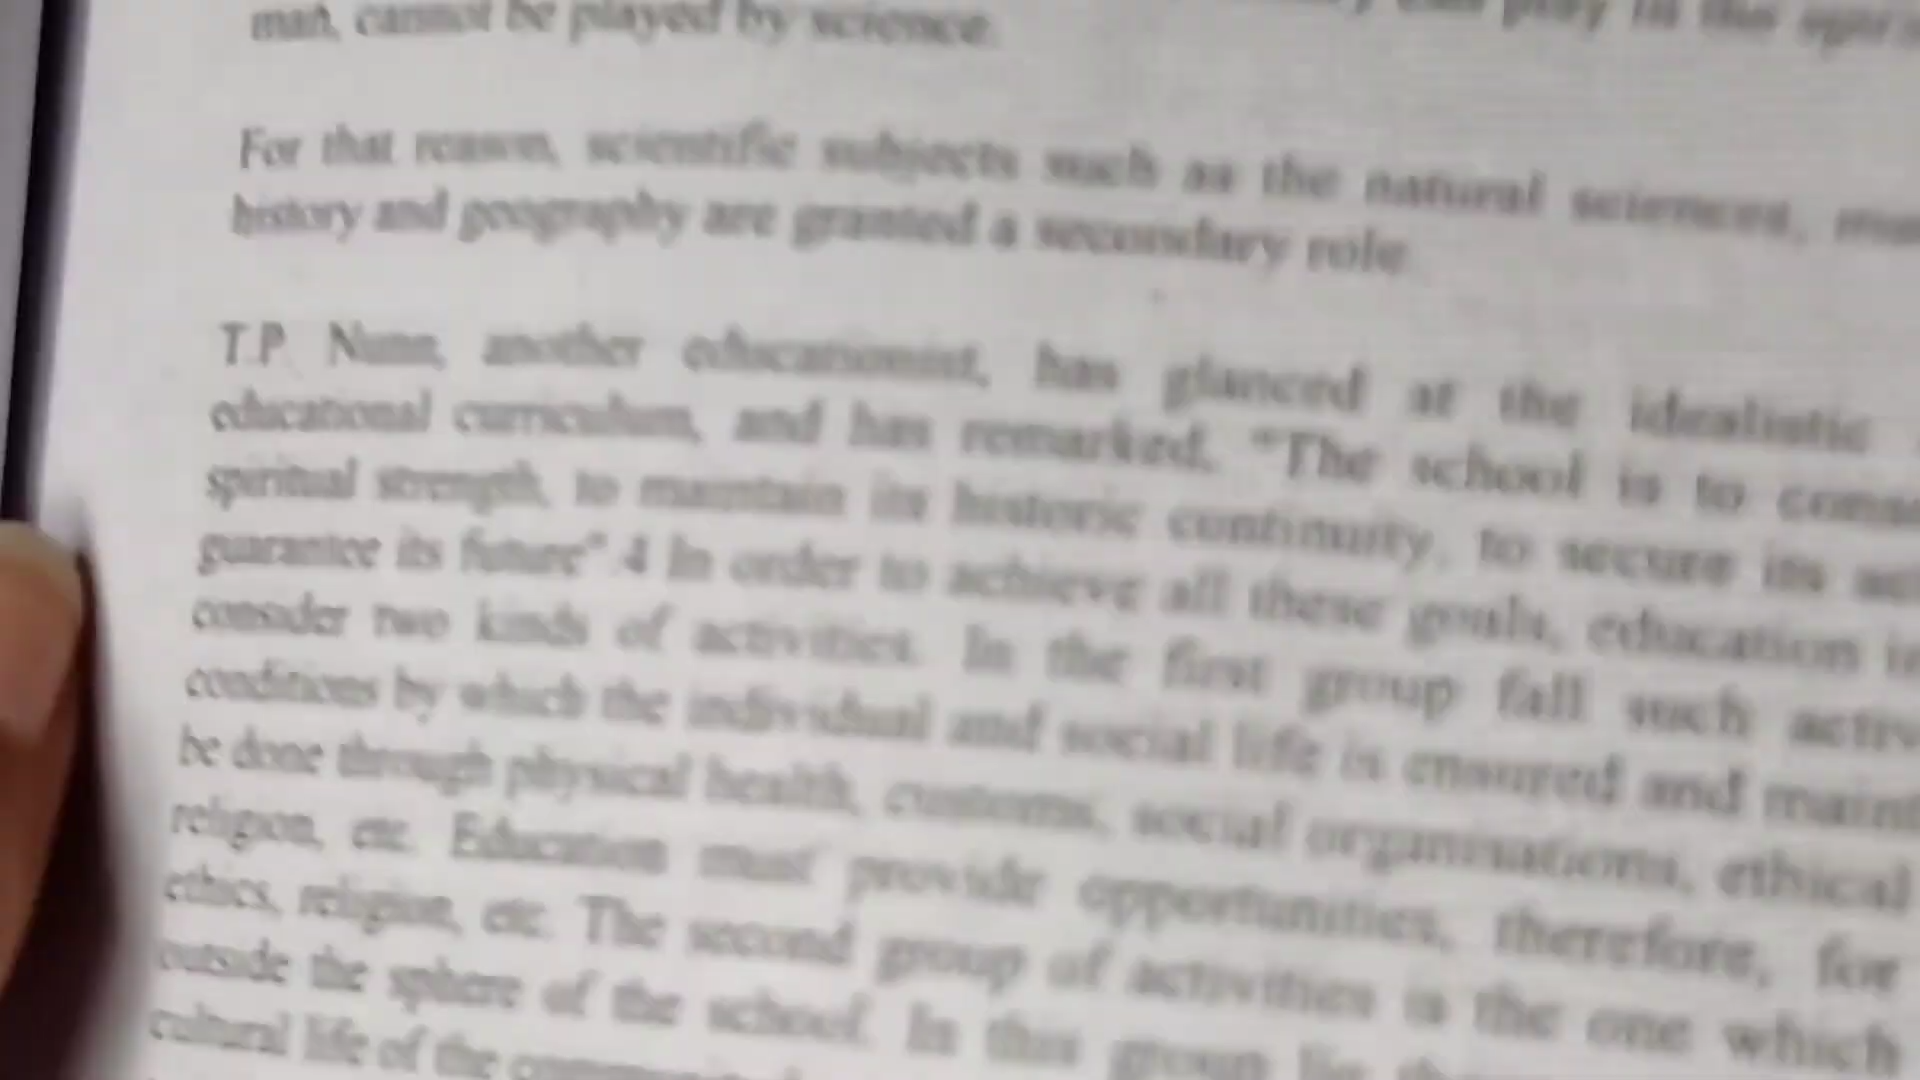 man, cannot be played by science. play in the
For that reason, scientific subjects such as the natural sciences,
history and geography are granted a secondary role.
T.P. Nunn, another educationist, has glanced at the idealistic
educational curriculum, and has remarked, "The school is to
spiritual strength, to maintain its historic continuity, to secure its
guarantee its future" 4 In order to achieve all these goals, education
consider two kinds of activities. In the first group fall such
conditions by which the individual and social life is ensured and
be done through physical health, customs, social organisations, ethical
religion, etc. Education must provide opportunities, therefore, for
ethics, religion, etc. The second group of activities is the one which
outside the sphere of the school. In this group lie
cultural life of the